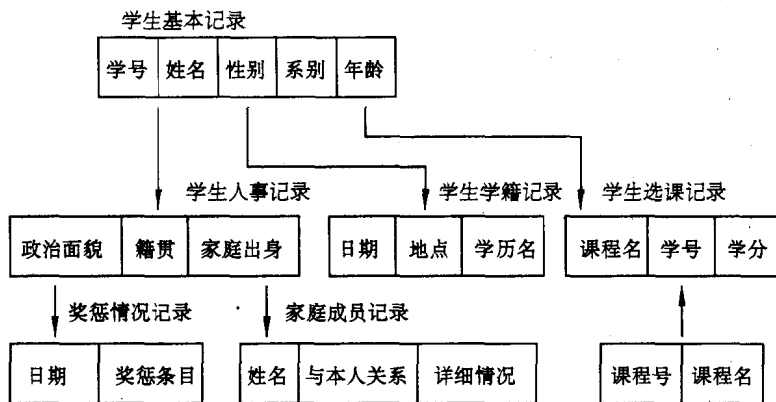 学生基本记录
学号 姓名 性别 系别 年龄
学生人事记录 学生学籍记录 学生选课记录
政治面貌 籍贯 家庭出身 日期 地点 学历名 课程名 学号 学分
奖惩情况记录 家庭成员记录
日期 奖惩条目 姓名 与本人关系 详细情况 课程号 课程名